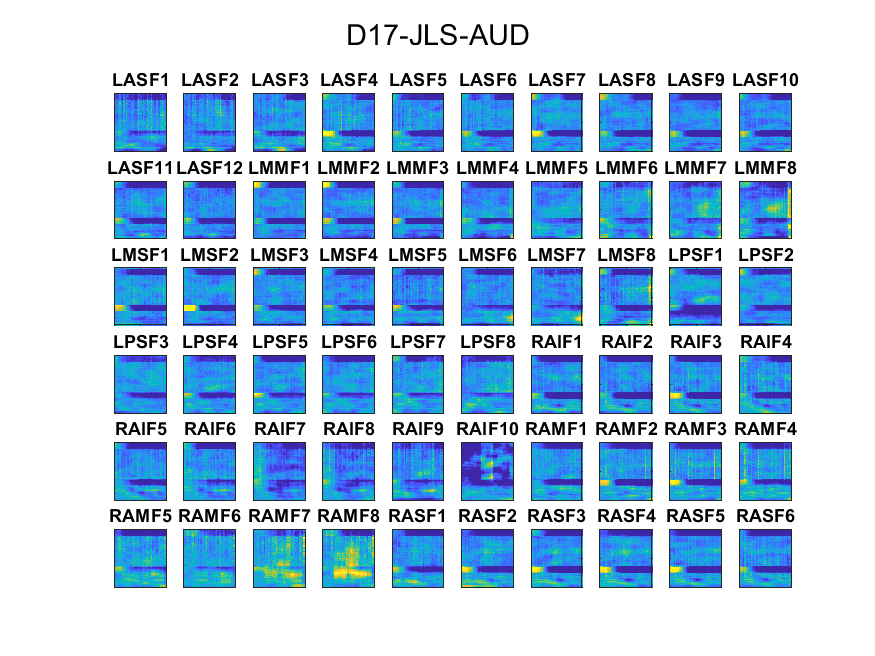 D17-JLS-AUD
LASF1 LASF2 LASF3 LASF4 LASF5 LASF6 LASF7 LASF8 LASF9 LASF10
LASF11 LASF12 LMMF1 LMMF2 LMMF3 LMMF4 LMMF5 LMMF6 LMMF7 LMMF8
LMSF1 LMSF2 LMSF3 LMSF4 LMSF5 LMSF6 LMSF7 LMSF8 LPSF1 LPSF2
LPSF3 LPSF4 LPSF5 LPSF6 LPSF7 LPSF8 RAIF1 RAIF2 RAIF3 RAIF4
RAIF5 RAIF6 RAIF7 RAIF8 RAIF9 RAIF10 RAMF1 RAMF2 RAMF3 RAMF4
RAMF5 RAMF6 RAMF7 RAMF8 RASF1 RASF2 RASF3 RASF4 RASF5 RASF6